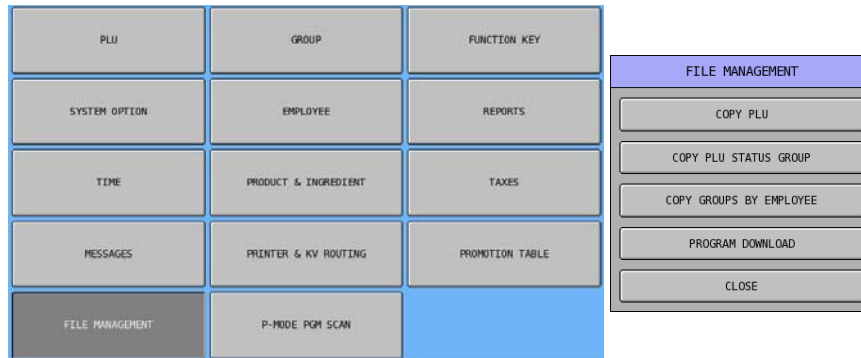 PLU
GROUP
FUNCTION KEY
SYSTEM OPTION
EMPLOYEE
REPORTS
TIME
PRODUCT & INGREDIENT
TAXES
MESSAGES
PRINTER & KV ROUTING
PROMOTION TABLE
FILE MANAGEMENT
P-MODE PGM SCAN
FILE MANAGEMENT
COPY PLU
COPY PLU STATUS GROUP
COPY GROUPS BY EMPLOYEE
PROGRAM DOWNLOAD
CLOSE